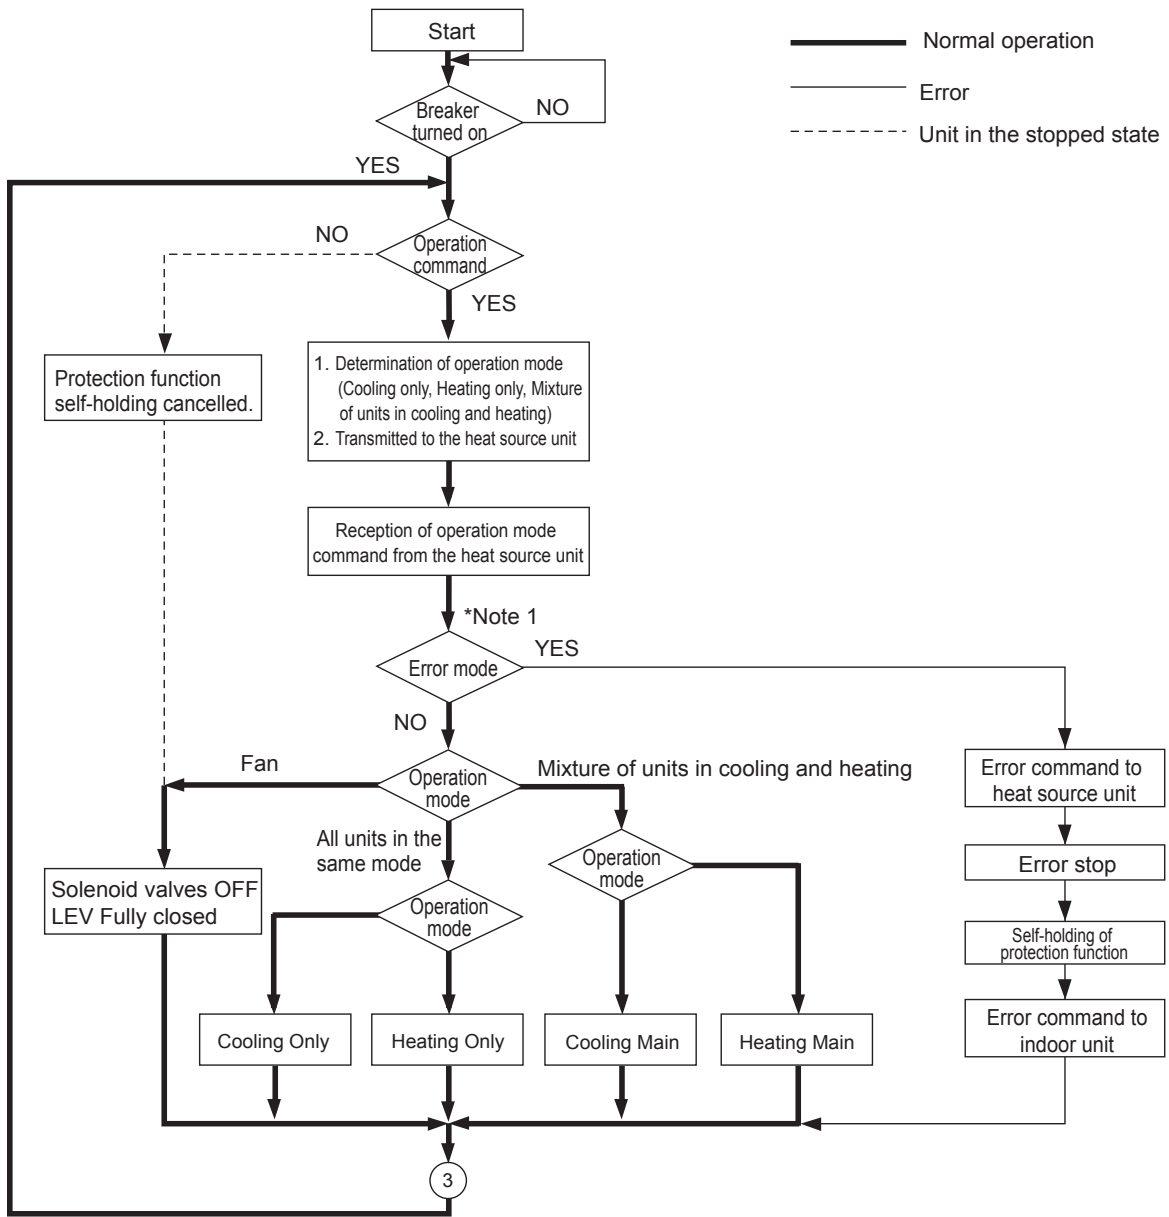 Start
Normal operation
Error
Unit in the stopped state
Breaker
turned on
NO
YES
NO
Operation
command
YES
Protection function
self-holding cancelled.
1. Determination of operation mode
(Cooling only, Heating only, Mixture
of units in cooling and heating)
2. Transmitted to the heat source unit
Reception of operation mode
command from the heat source unit
*Note 1
Error mode
YES
NO
Fan
Operation
mode
Mixture of units in cooling and heating
Error command to
heat source unit
All units in the
same mode
Operation
mode
Error stop
Solenoid valves OFF
LEV Fully closed
Operation
mode
Self-holding of
protection function
Cooling Only
Heating Only
Cooling Main
Heating Main
Error command to
indoor unit
3